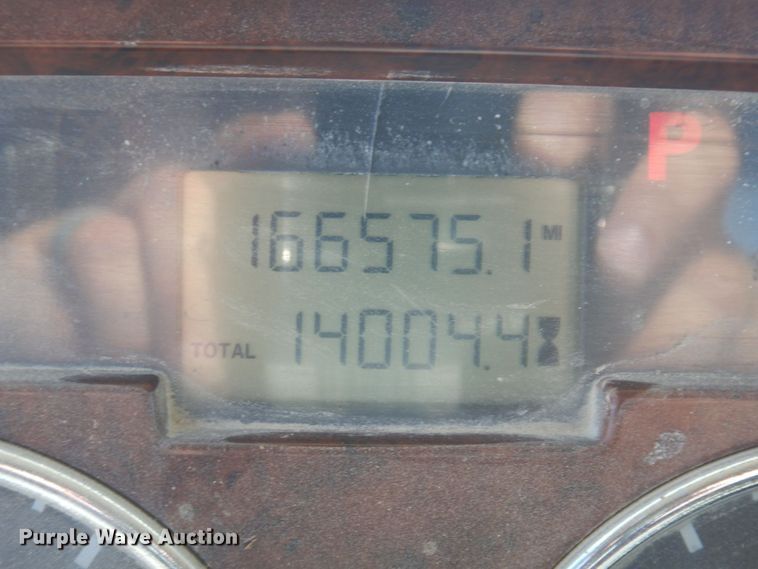 P
166575.1 MI
TOTAL 14004.4
Purple Wave Auction